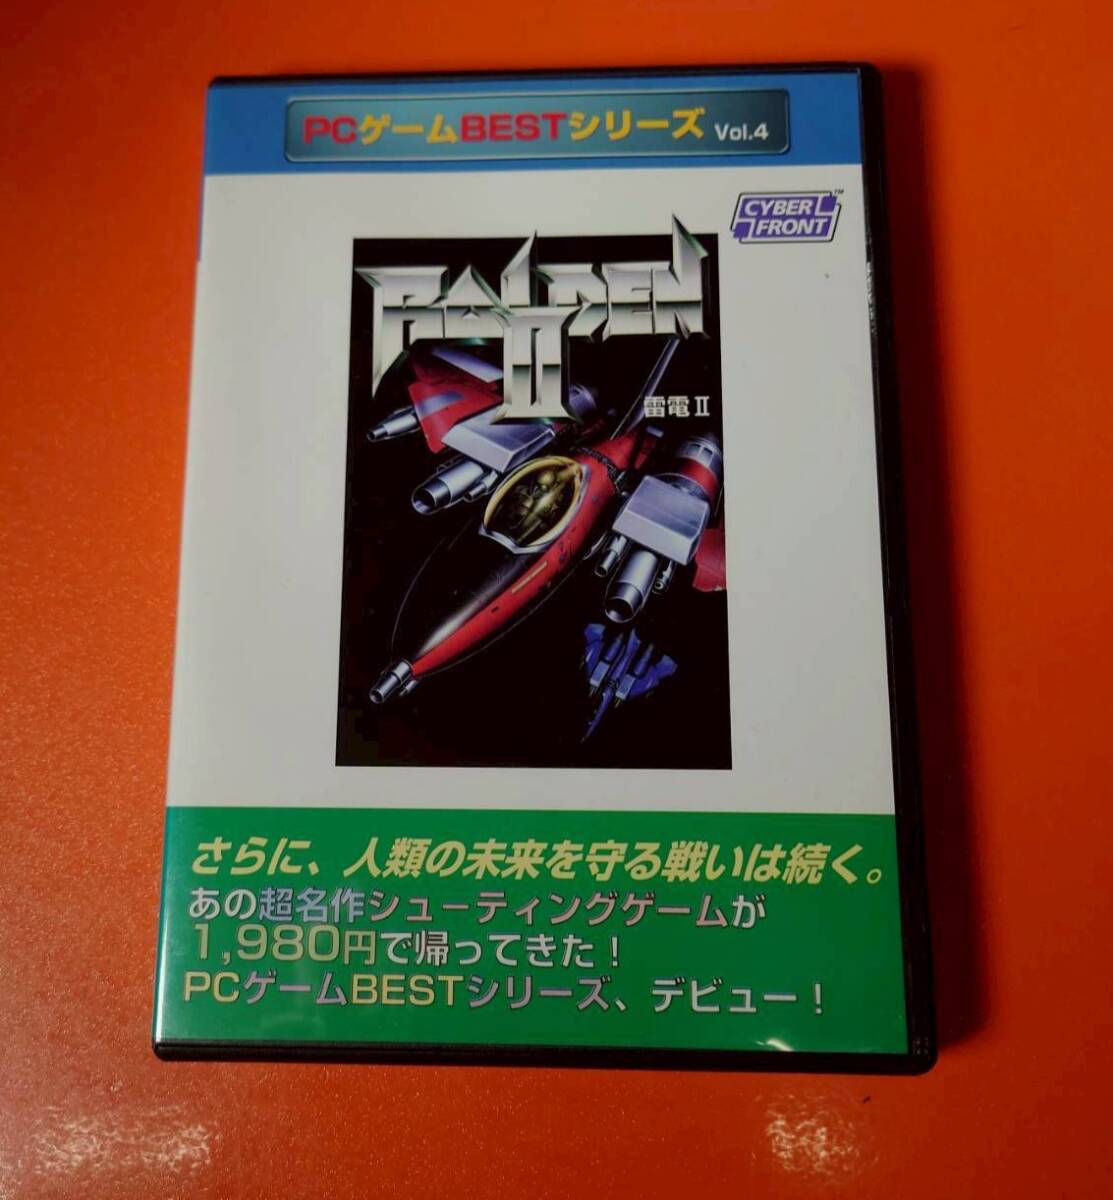 PCゲームBESTシリーズ Vol.4
CYBER
FRONT
TM
RAIDEN
II
雷電II
さらに、人類の未来を守る戦いは続く。
あの超名作シューティングゲームが
1,980円で帰ってきた！
PCゲームBESTシリーズ、デビュー！